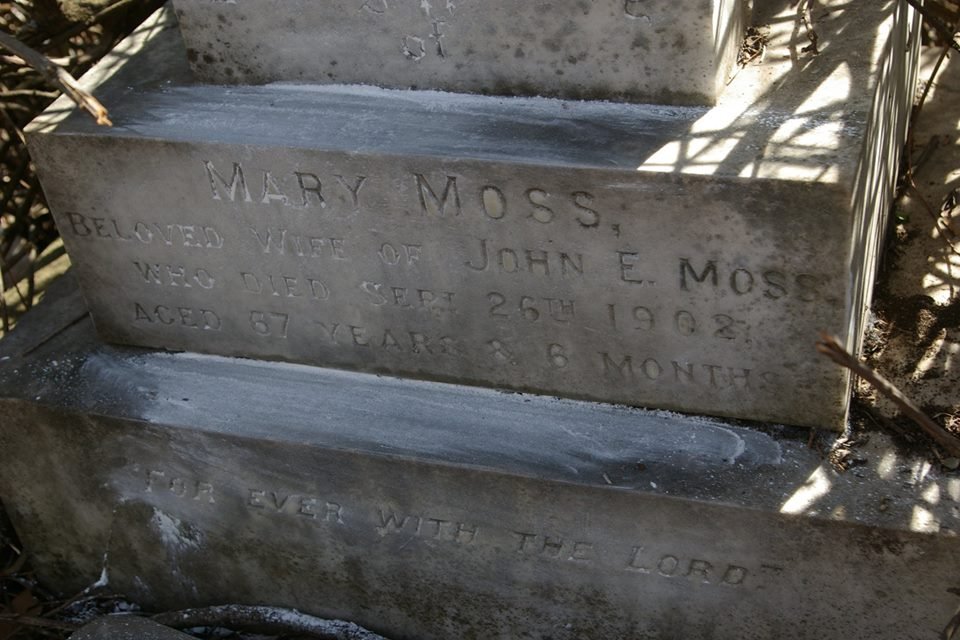 of
MARY MOSS,
BELOVED WIFE OF JOHN E. MOSS
WHO DIED SEPT 26TH 1902
AGED 67 YEARS & 6 MONTHS
"FOR EVER WITH THE LORD"